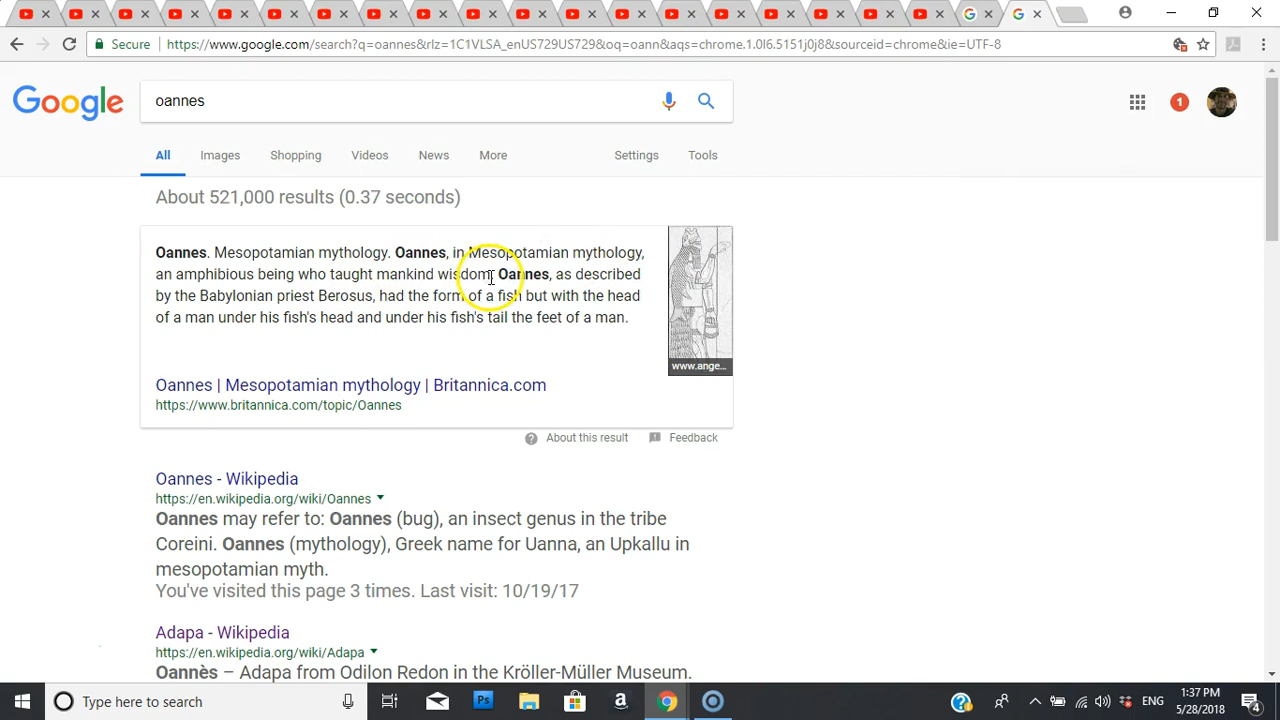 Secure https://www.google.com/search?q=oannes&rlz=1C1VLSA_enUS729US729&oq=oann&aqs=chrome.1.0l6.5151j0j8&sourceid=chrome&ie=UTF-8
Google oannes 1
All Images Shopping Videos News More Settings Tools
About 521,000 results (0.37 seconds)
Oannes. Mesopotamian mythology. Oannes, in Mesopotamian mythology,
an amphibious being who taught mankind wisdom. Oannes, as described
by the Babylonian priest Berosus, had the form of a fish but with the head
of a man under his fish's head and under his fish's tail the feet of a man.
www.ange...
Oannes | Mesopotamian mythology | Britannica.com
https://www.britannica.com/topic/Oannes
About this result Feedback
Oannes - Wikipedia
https://en.wikipedia.org/wiki/Oannes
Oannes may refer to: Oannes (bug), an insect genus in the tribe
Coreini. Oannes (mythology), Greek name for Uanna, an Upkallu in
mesopotamian myth.
You've visited this page 3 times. Last visit: 10/19/17
Adapa - Wikipedia
https://en.wikipedia.org/wiki/Adapa
Oannès – Adapa from Odilon Redon in the Kröller-Müller Museum.
Type here to search Ps a ENG 1:37 PM
5/28/2018 4